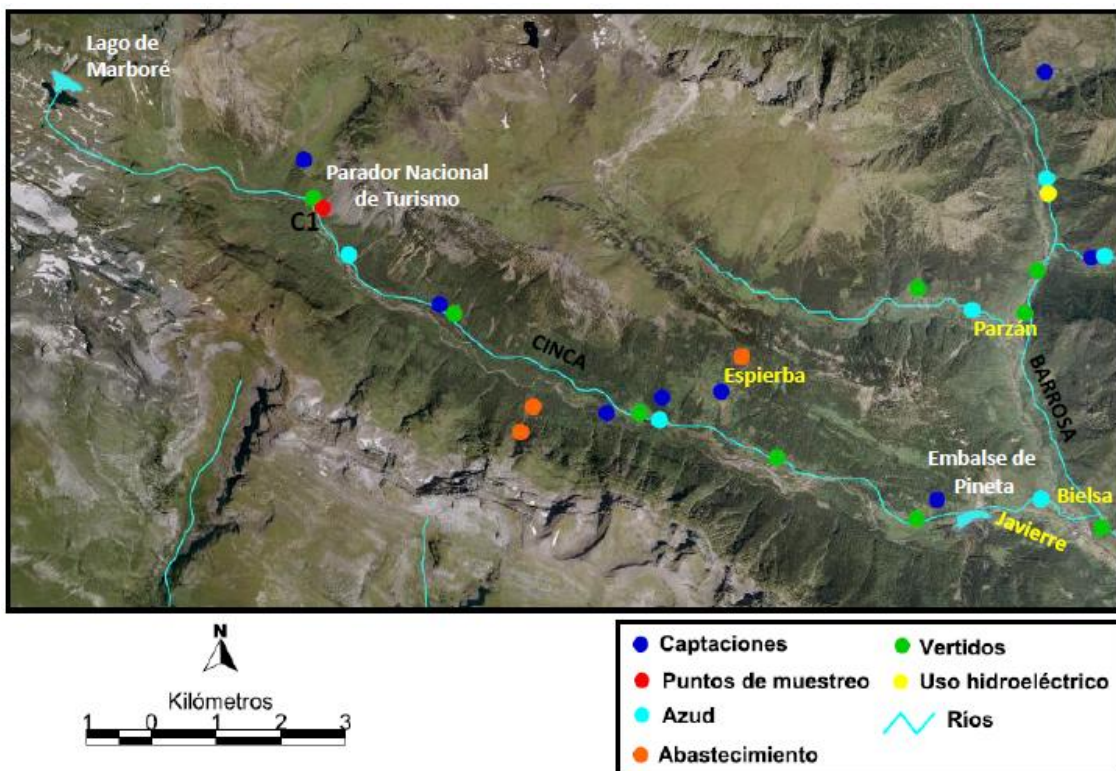 Lago de
Marboré
Parador Nacional
de Turismo
C1
CINCA
Espierba
Parzán
BARROSA
Embalse de
Pineta
Javierre
Bielsa
N
Kilómetros
1 0 1 2 3
Captaciones
Puntos de muestreo
Azud
Abastecimiento
Vertidos
Uso hidroeléctrico
Ríos